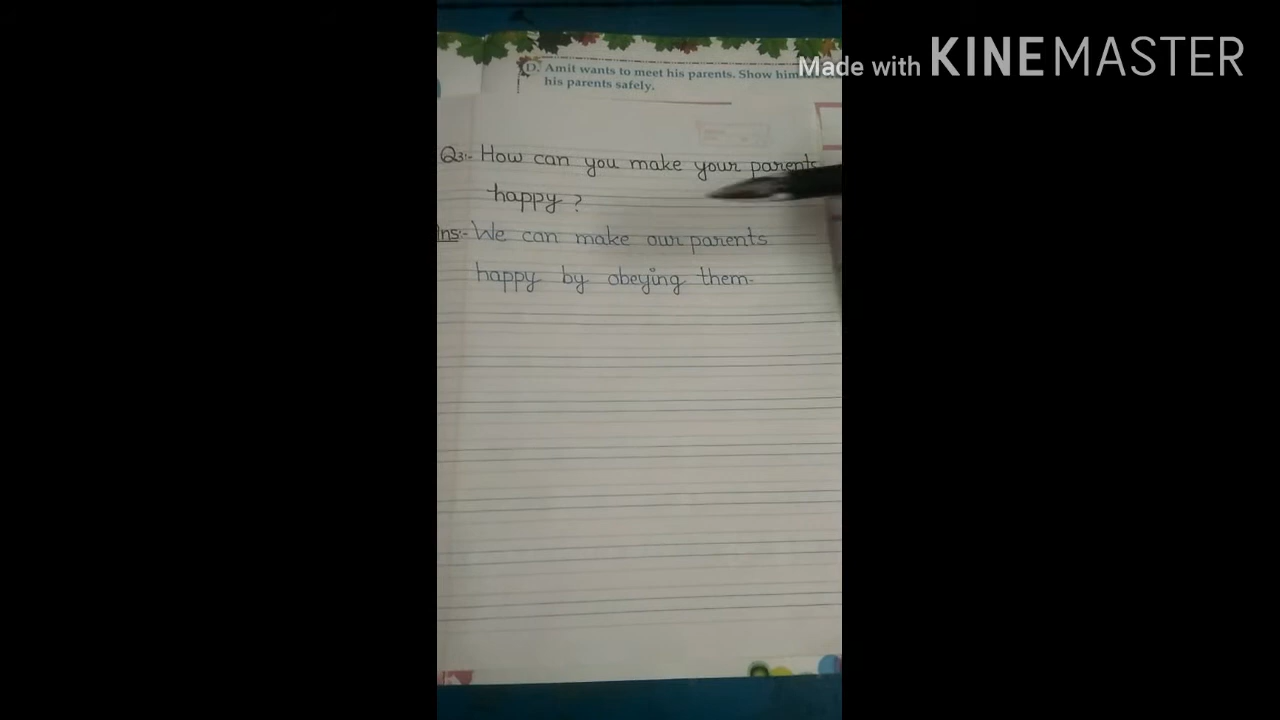 Made with KINEMASTER
D. Amit wants to meet his parents. Show him
his parents safely.
Q3:- How can you make your parents
happy ?
Ans:- We can make our parents
happy by obeying them.